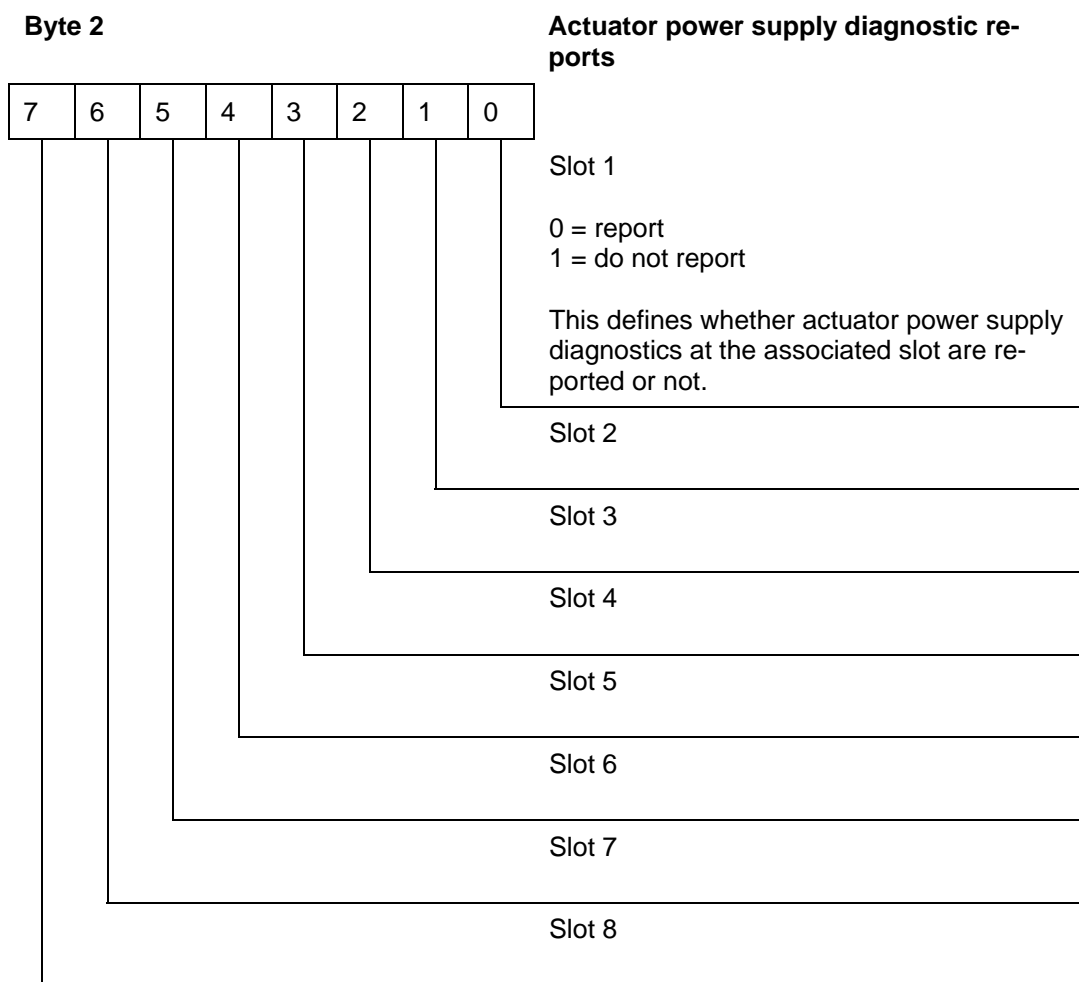 Byte 2
Actuator power supply diagnostic re-
ports
7 6 5 4 3 2 1 0
Slot 1
0 = report
1 = do not report
This defines whether actuator power supply
diagnostics at the associated slot are re-
ported or not.
Slot 2
Slot 3
Slot 4
Slot 5
Slot 6
Slot 7
Slot 8